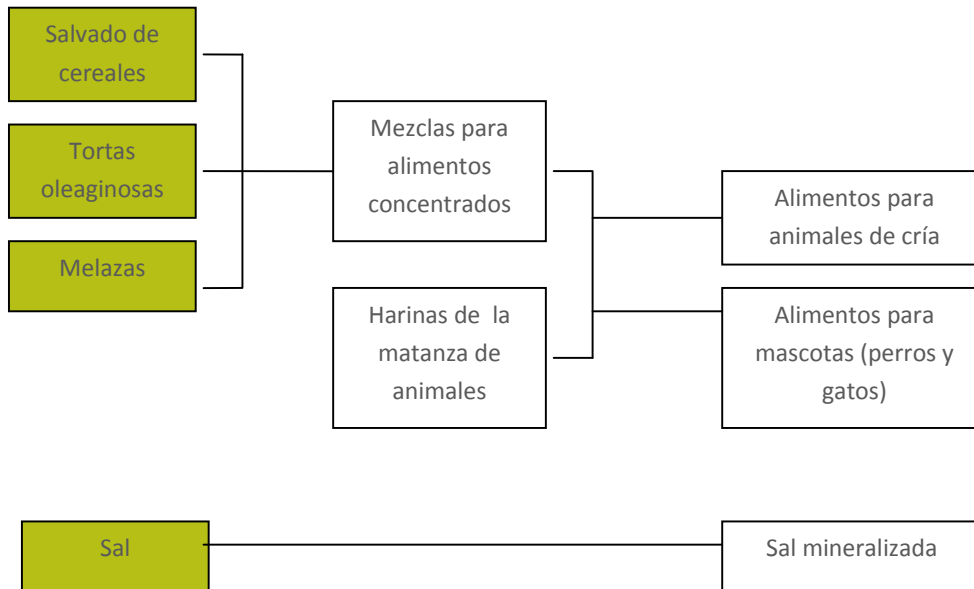 Salvado de
cereales
Tortas
oleaginosas
Melazas
Mezclas para
alimentos
concentrados
Harinas de  la
matanza de
animales
Alimentos para
animales de cría
Alimentos para
mascotas (perros y
gatos)
Sal
Sal mineralizada